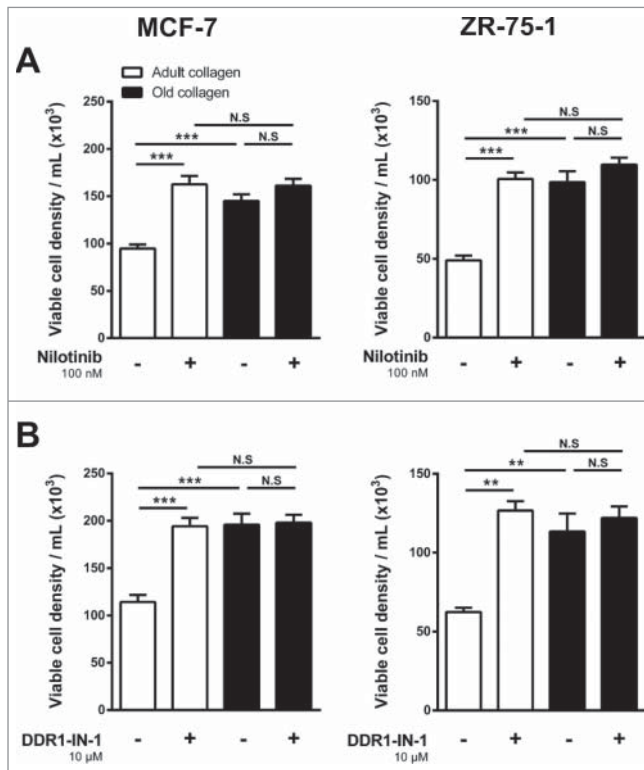 MCF-7 ZR-75-1
A
Adult collagen
Old collagen
Viable cell density / mL (x10³)
250
200
150
100
50
0
***
***
N.S
N.S
Nilotinib
100 nM
- + - +
Viable cell density / mL (x10³)
150
100
50
0
***
***
N.S
N.S
Nilotinib
100 nM
- + - +
B
Viable cell density / mL (x10³)
250
200
150
100
50
0
***
***
N.S
N.S
DDR1-IN-1
10 µM
- + - +
Viable cell density / mL (x10³)
150
100
50
0
**
**
N.S
N.S
DDR1-IN-1
10 µM
- + - +